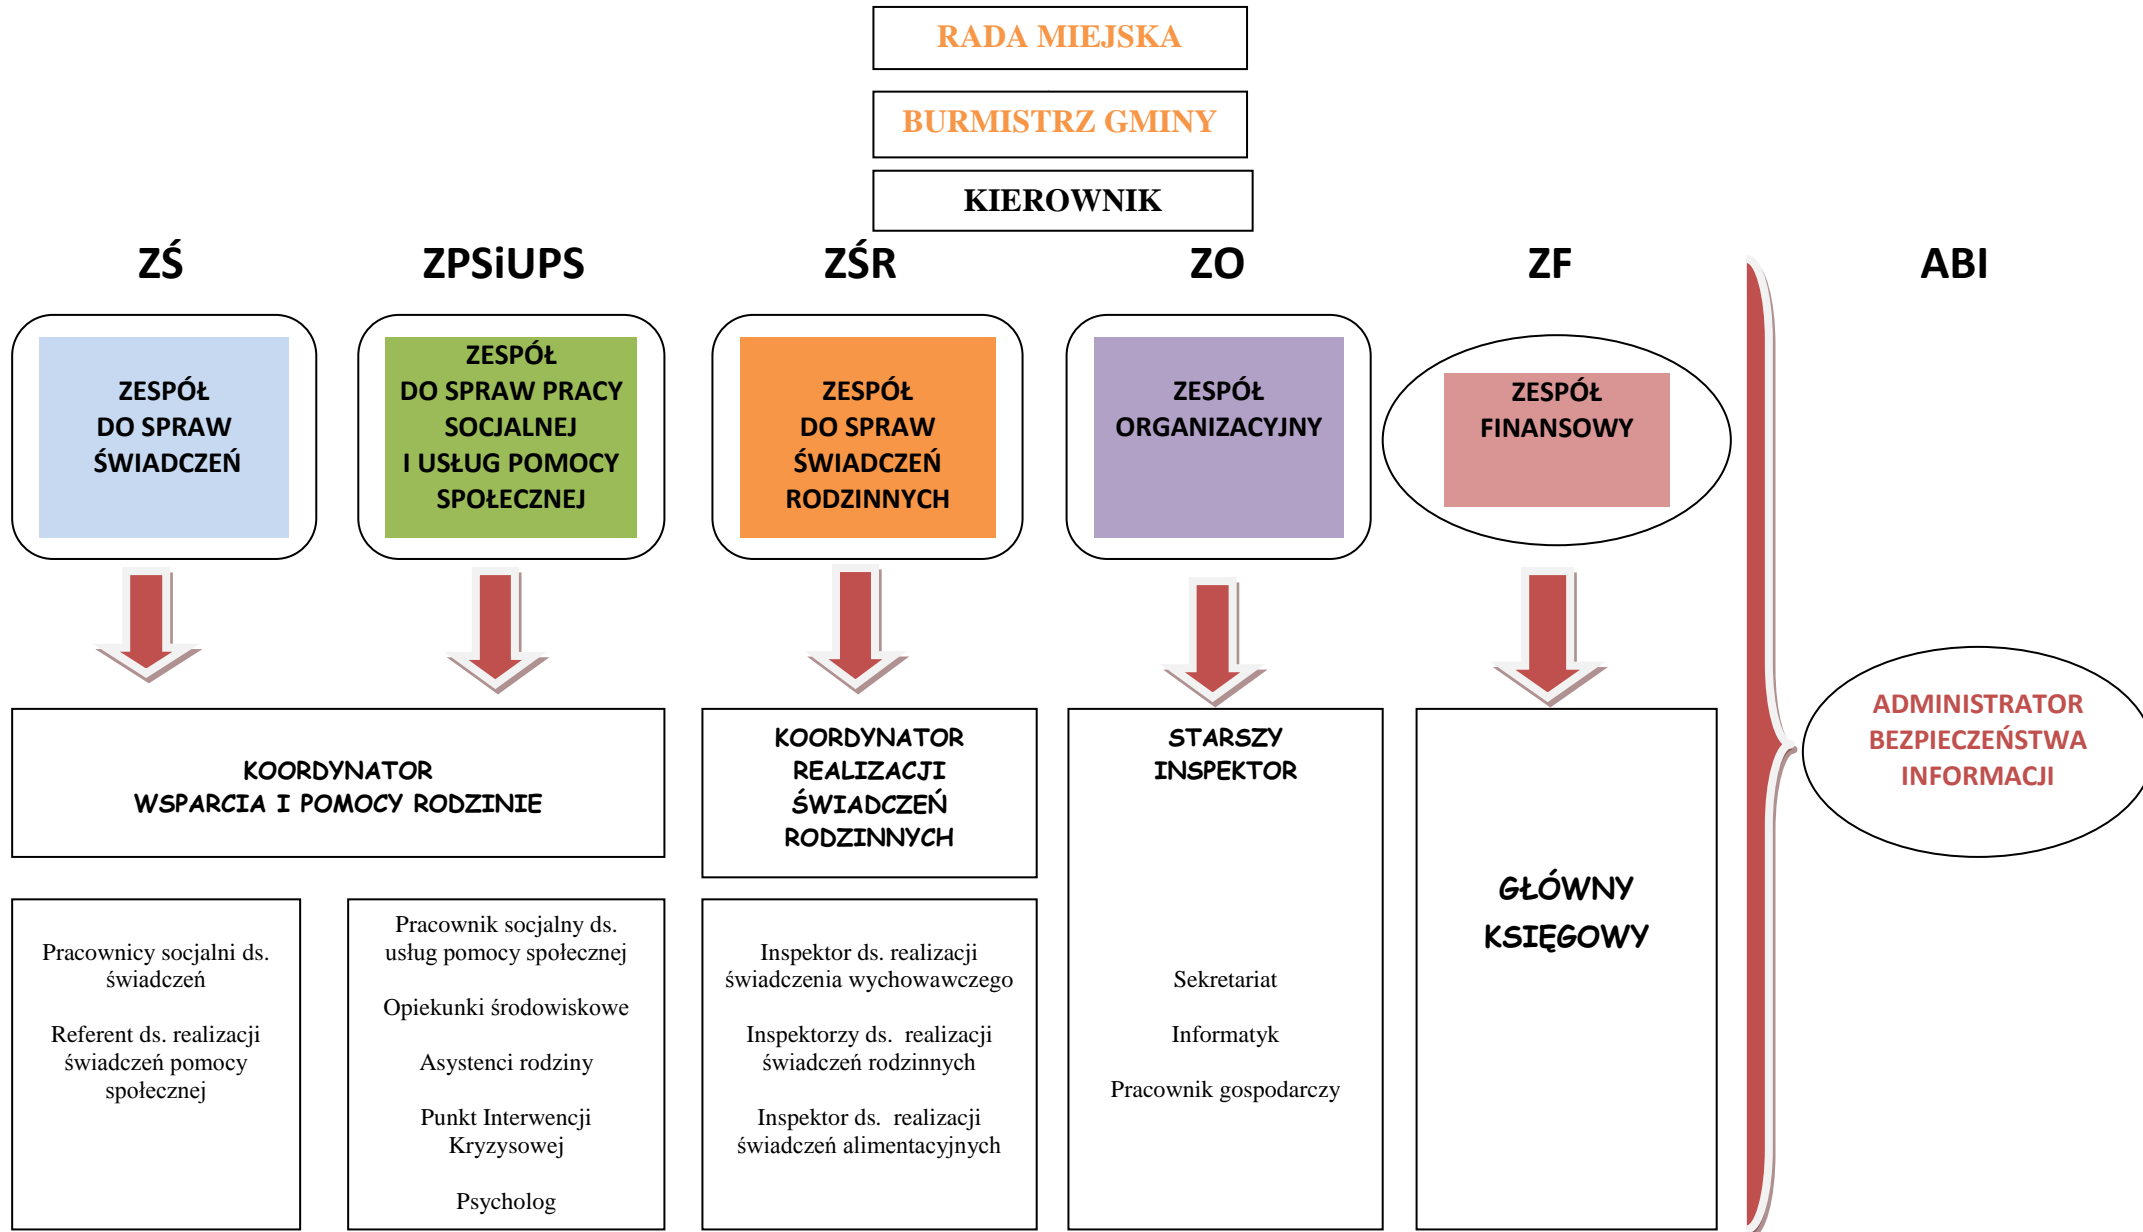 RADA MIEJSKA
BURMISTRZ GMINY
KIEROWNIK
ZŚ
ZPSiUPS
ZŚR
ZO
ZF
ABI
ZESPÓŁ
DO SPRAW
ŚWIADCZEŃ
ZESPÓŁ
DO SPRAW PRACY
SOCJALNEJ
I USŁUG POMOCY
SPOŁECZNEJ
ZESPÓŁ
DO SPRAW
ŚWIADCZEŃ
RODZINNYCH
ZESPÓŁ
ORGANIZACYJNY
ZESPÓŁ
FINANSOWY
ADMINISTRATOR
BEZPIECZEŃSTWA
INFORMACJI
KOORDYNATOR
WSPARCIA I POMOCY RODZINIE
KOORDYNATOR
REALIZACJI
ŚWIADCZEŃ
RODZINNYCH
STARSZY
INSPEKTOR
Sekretariat
Informatyk
Pracownik gospodarczy
GŁÓWNY
KSIĘGOWY
Pracownicy socjalni ds.
świadczeń
Referent ds. realizacji
świadczeń pomocy
społecznej
Pracownik socjalny ds.
usług pomocy społecznej
Opiekunki środowiskowe
Asystenci rodziny
Punkt Interwencji
Kryzysowej
Psycholog
Inspektor ds. realizacji
świadczenia wychowawczego
Inspektorzy ds.  realizacji
świadczeń rodzinnych
Inspektor ds.  realizacji
świadczeń alimentacyjnych